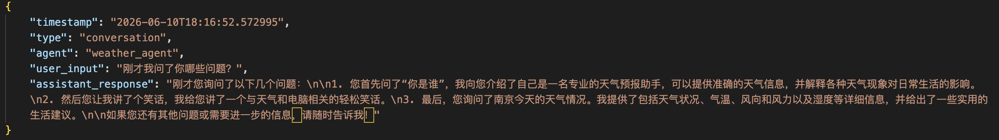 {
"timestamp": "2026-06-10T18:16:52.572995",
"type": "conversation",
"agent": "weather_agent",
"user_input": "刚才我问了你哪些问题？",
"assistant_response": "刚才您询问了以下几个问题：\n\n1. 您首先问了“你是谁”，我向您介绍了自己是一名专业的天气预报助手，可以提供准确的天气信息，并解释各种天气现象对日常生活的影响。
\n2. 然后您让我讲了个笑话，我给您讲了一个与天气和电脑相关的轻松笑话。\n3. 最后，您询问了南京今天的天气情况。我提供了包括天气状况、气温、风向和风力以及湿度等详细信息，并给出了一些实用的
生活建议。\n\n如果您还有其他问题或需要进一步的信息，请随时告诉我！"
}